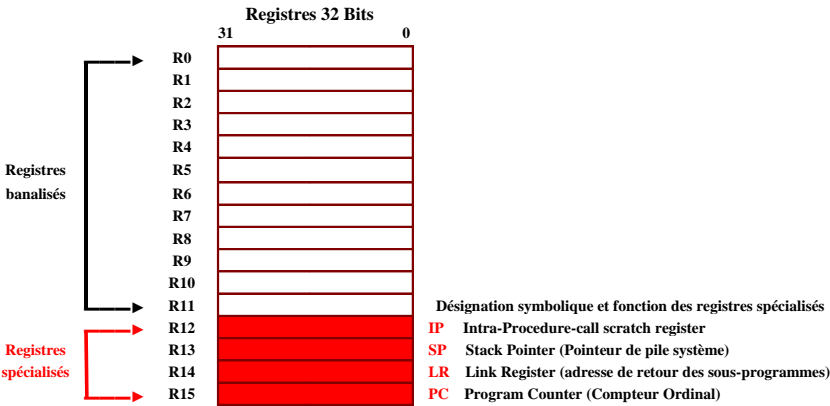 Registres 32 Bits
31 0
R0
R1
R2
R3
R4
Registres R5
banalisés R6
R7
R8
R9
R10
R11 Désignation symbolique et fonction des registres spécialisés
R12 IP Intra-Procedure-call scratch register
Registres R13 SP Stack Pointer (Pointeur de pile système)
spécialisés R14 LR Link Register (adresse de retour des sous-programmes)
R15 PC Program Counter (Compteur Ordinal)